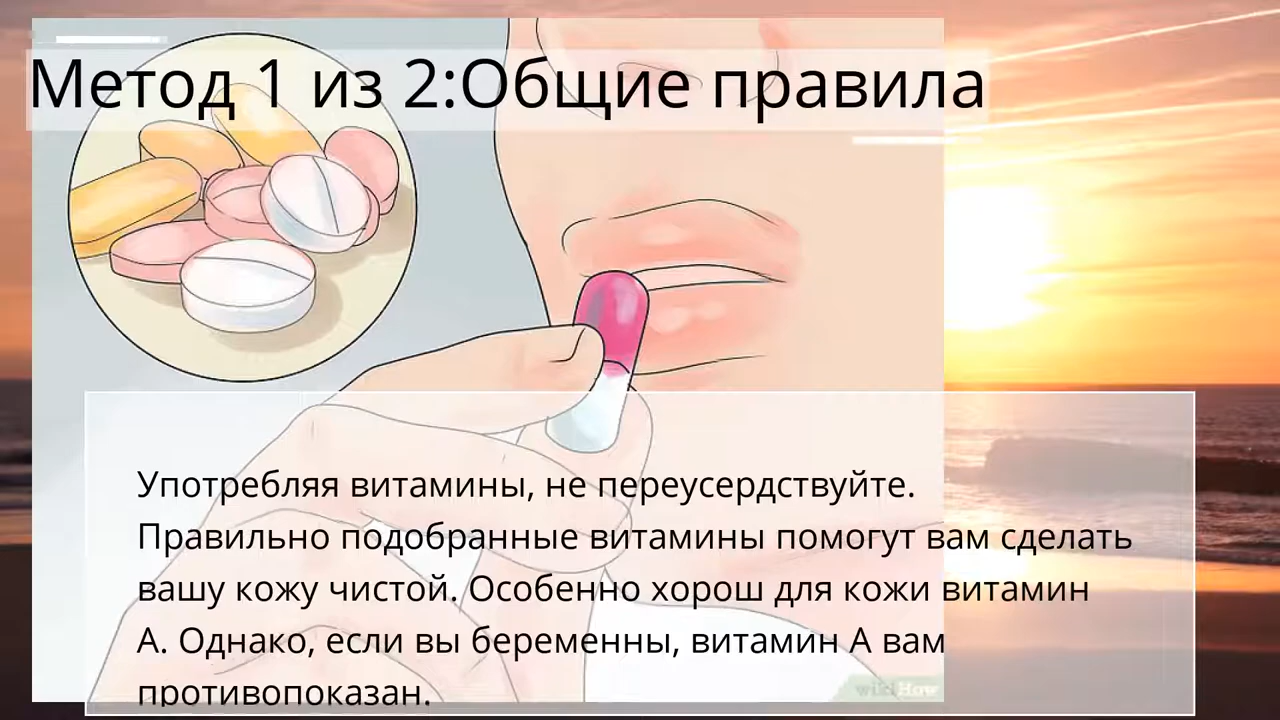 Метод 1 из 2:Общие правила
Употребляя витамины, не переусердствуйте.
Правильно подобранные витамины помогут вам сделать
вашу кожу чистой. Особенно хорош для кожи витамин
А. Однако, если вы беременны, витамин А вам
противопоказан.
wikiHow